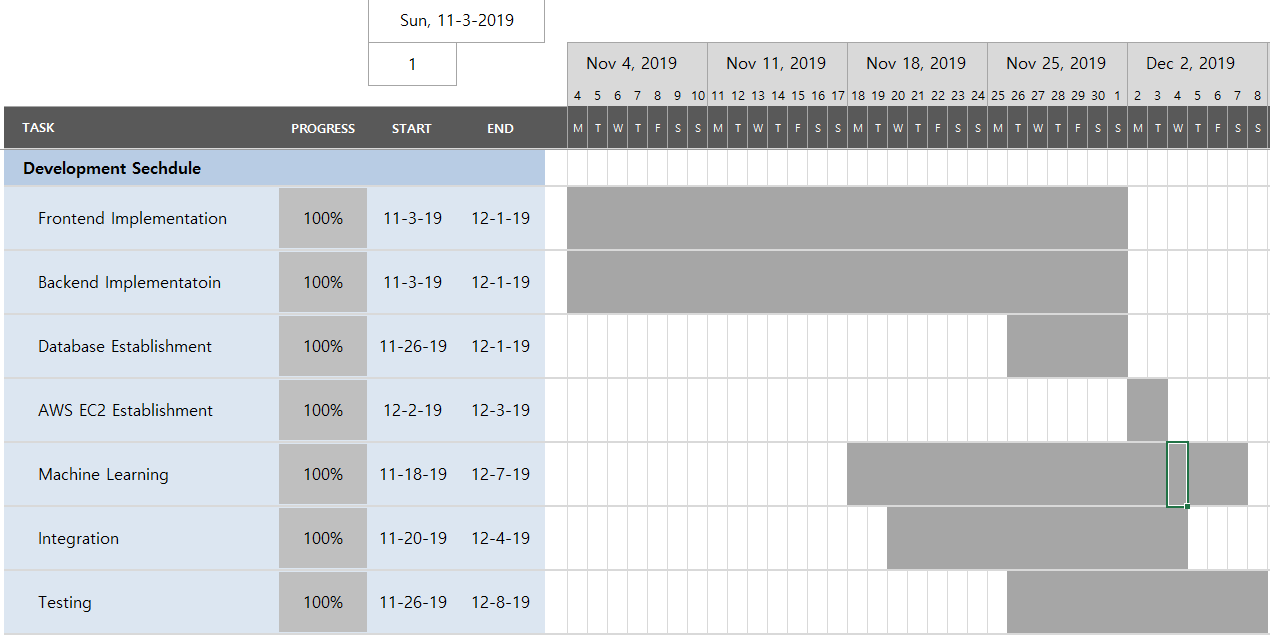 Sun, 11-3-2019
1
Nov 4, 2019 Nov 11, 2019 Nov 18, 2019 Nov 25, 2019 Dec 2, 2019
4 5 6 7 8 9 10 11 12 13 14 15 16 17 18 19 20 21 22 23 24 25 26 27 28 29 30 1 2 3 4 5 6 7 8
TASK PROGRESS START END M T W T F S S M T W T F S S M T W T F S S M T W T F S S M T W T F S S
Development Sechdule
Frontend Implementation 100% 11-3-19 12-1-19
Backend Implementatoin 100% 11-3-19 12-1-19
Database Establishment 100% 11-26-19 12-1-19
AWS EC2 Establishment 100% 12-2-19 12-3-19
Machine Learning 100% 11-18-19 12-7-19
Integration 100% 11-20-19 12-4-19
Testing 100% 11-26-19 12-8-19